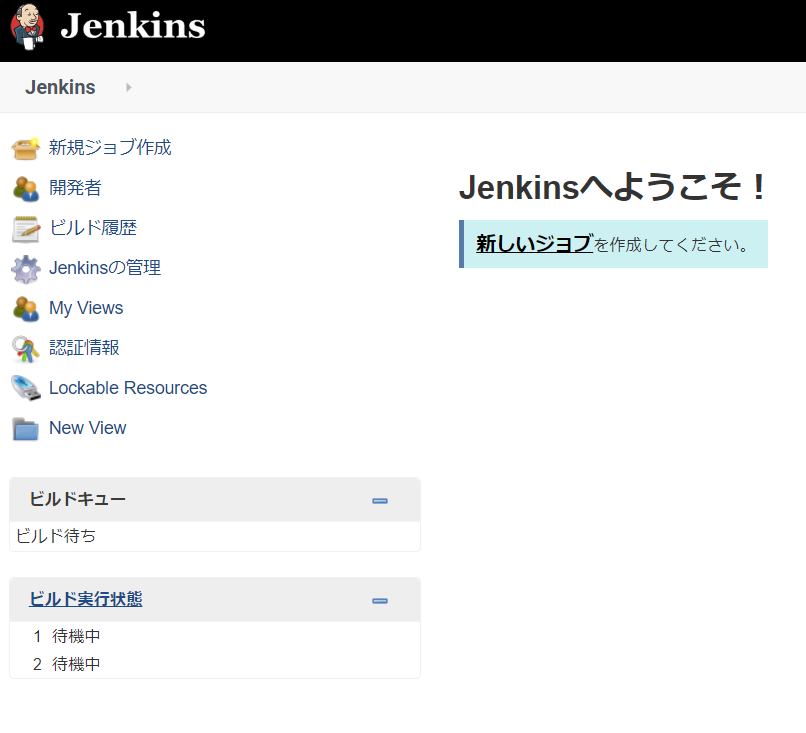 Jenkins
Jenkins
新規ジョブ作成
開発者
ビルド履歴
Jenkinsの管理
My Views
認証情報
Lockable Resources
New View
ビルドキュー
ビルド待ち
ビルド実行状態
1 待機中
2 待機中
Jenkinsへようこそ！
新しいジョブを作成してください。